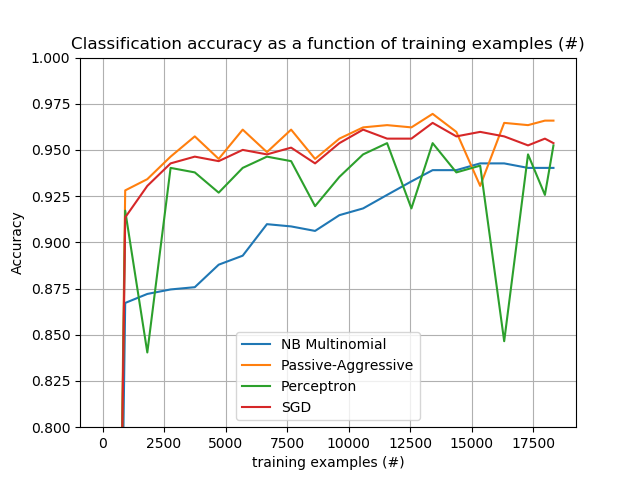 Classification accuracy as a function of training examples (#)
1.000
0.975
0.950
0.925
0.900
0.875
0.850
0.825
0.800
Accuracy
NB Multinomial
Passive-Aggressive
Perceptron
SGD
0 2500 5000 7500 10000 12500 15000 17500
training examples (#)